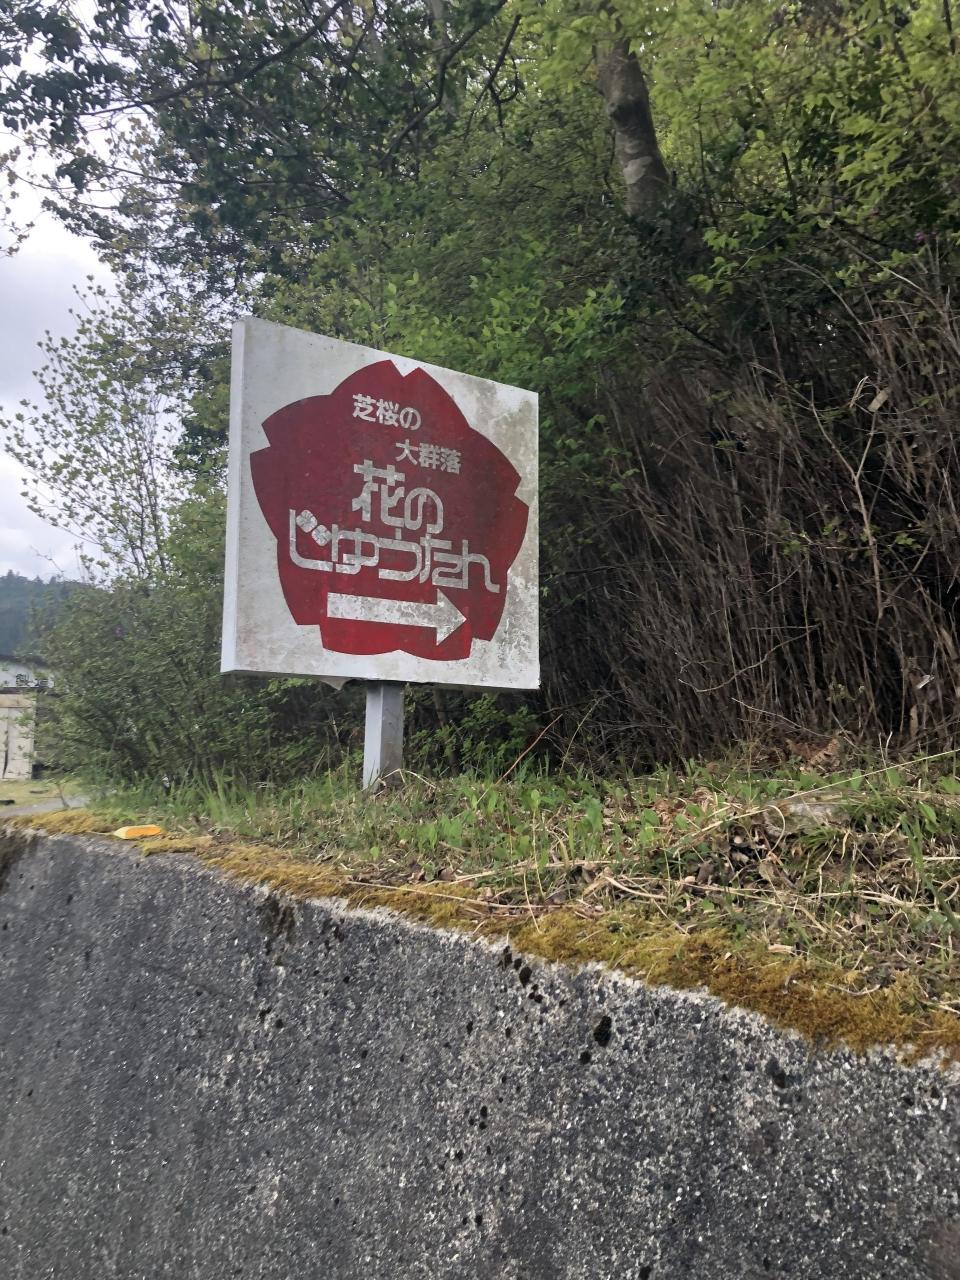 芝桜の
大群落
花の
じゅうたん